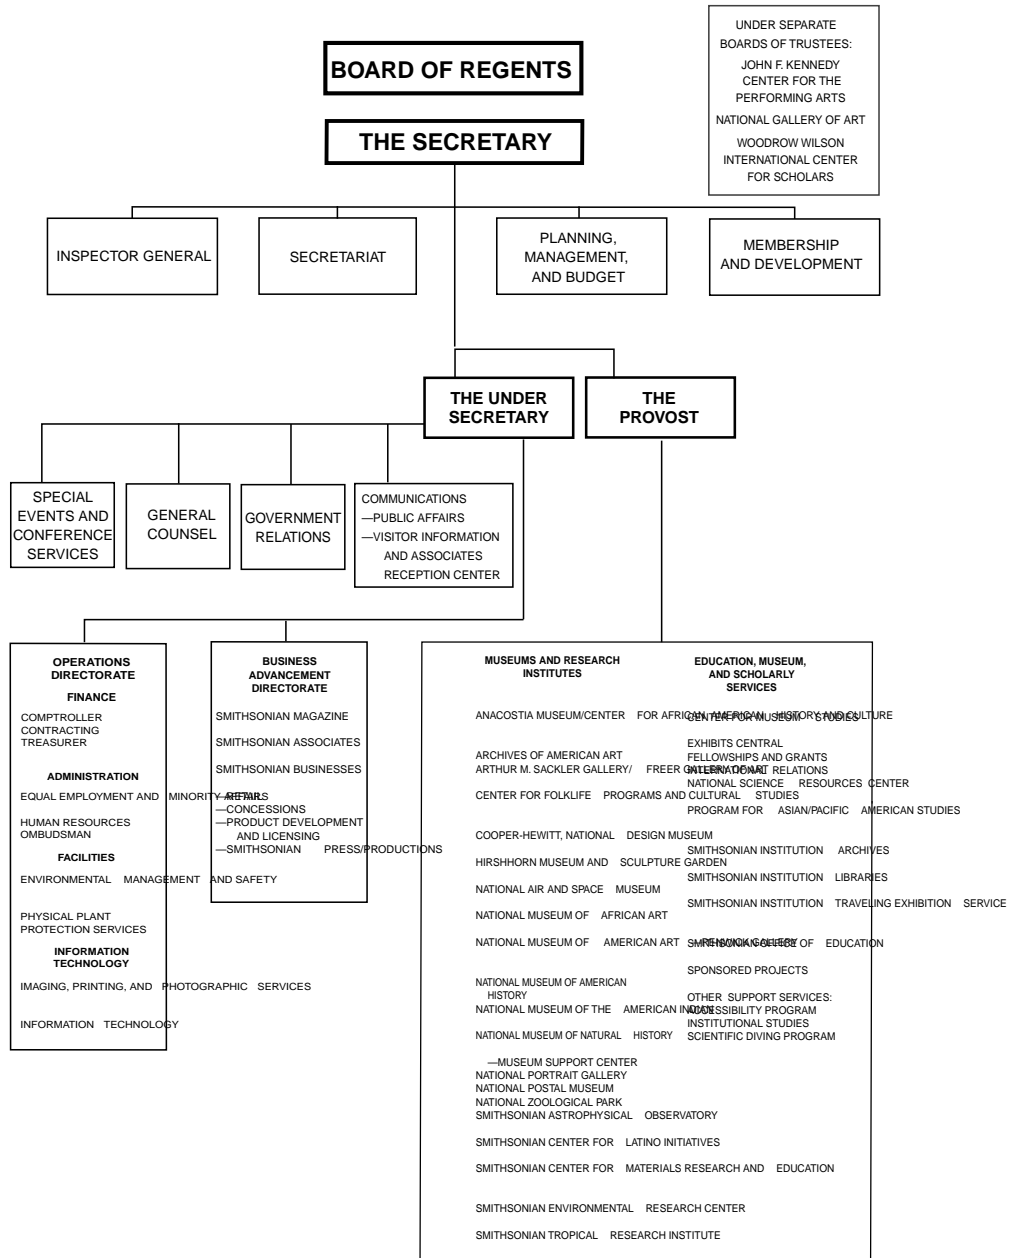 UNDER SEPARATE
BOARDS OF TRUSTEES:
JOHN F. KENNEDY
CENTER FOR THE
PERFORMING ARTS
NATIONAL GALLERY OF ART
WOODROW WILSON
INTERNATIONAL CENTER
FOR SCHOLARS
BOARD OF REGENTS
THE SECRETARY
INSPECTOR GENERAL
SECRETARIAT
PLANNING,
MANAGEMENT,
AND BUDGET
MEMBERSHIP
AND DEVELOPMENT
THE UNDER
SECRETARY
THE
PROVOST
SPECIAL
EVENTS AND
CONFERENCE
SERVICES
GENERAL
COUNSEL
GOVERNMENT
RELATIONS
COMMUNICATIONS
—PUBLIC AFFAIRS
—VISITOR INFORMATION
AND ASSOCIATES
RECEPTION CENTER
OPERATIONS
DIRECTORATE
FINANCE
COMPTROLLER
CONTRACTING
TREASURER
ADMINISTRATION
EQUAL EMPLOYMENT AND MINORITY AFFAIRS
HUMAN RESOURCES
OMBUDSMAN
FACILITIES
ENVIRONMENTAL MANAGEMENT AND SAFETY
PHYSICAL PLANT
PROTECTION SERVICES
INFORMATION
TECHNOLOGY
IMAGING, PRINTING, AND PHOTOGRAPHIC SERVICES
INFORMATION TECHNOLOGY
BUSINESS
ADVANCEMENT
DIRECTORATE
SMITHSONIAN MAGAZINE
SMITHSONIAN ASSOCIATES
SMITHSONIAN BUSINESSES
—RETAIL
—CONCESSIONS
—PRODUCT DEVELOPMENT
AND LICENSING
—SMITHSONIAN PRESS/PRODUCTIONS
MUSEUMS AND RESEARCH
INSTITUTES
ANACOSTIA MUSEUM/CENTER FOR AFRICAN AMERICAN HISTORY AND CULTURE
ARCHIVES OF AMERICAN ART
ARTHUR M. SACKLER GALLERY/ FREER GALLERY OF ART
CENTER FOR FOLKLIFE PROGRAMS AND CULTURAL STUDIES
COOPER-HEWITT, NATIONAL DESIGN MUSEUM
HIRSHHORN MUSEUM AND SCULPTURE GARDEN
NATIONAL AIR AND SPACE MUSEUM
NATIONAL MUSEUM OF AFRICAN ART
NATIONAL MUSEUM OF AMERICAN ART —RENWICK GALLERY
NATIONAL MUSEUM OF AMERICAN
HISTORY
NATIONAL MUSEUM OF THE AMERICAN INDIAN
NATIONAL MUSEUM OF NATURAL HISTORY
—MUSEUM SUPPORT CENTER
NATIONAL PORTRAIT GALLERY
NATIONAL POSTAL MUSEUM
NATIONAL ZOOLOGICAL PARK
SMITHSONIAN ASTROPHYSICAL OBSERVATORY
SMITHSONIAN CENTER FOR LATINO INITIATIVES
SMITHSONIAN CENTER FOR MATERIALS RESEARCH AND EDUCATION
SMITHSONIAN ENVIRONMENTAL RESEARCH CENTER
SMITHSONIAN TROPICAL RESEARCH INSTITUTE
EDUCATION, MUSEUM,
AND SCHOLARLY
SERVICES
CENTER FOR MUSEUM STUDIES
EXHIBITS CENTRAL
FELLOWSHIPS AND GRANTS
INTERNATIONAL RELATIONS
NATIONAL SCIENCE RESOURCES CENTER
PROGRAM FOR ASIAN/PACIFIC AMERICAN STUDIES
SMITHSONIAN INSTITUTION ARCHIVES
SMITHSONIAN INSTITUTION LIBRARIES
SMITHSONIAN INSTITUTION TRAVELING EXHIBITION SERVICE
SMITHSONIAN OFFICE OF EDUCATION
SPONSORED PROJECTS
OTHER SUPPORT SERVICES:
ACCESSIBILITY PROGRAM
INSTITUTIONAL STUDIES
SCIENTIFIC DIVING PROGRAM